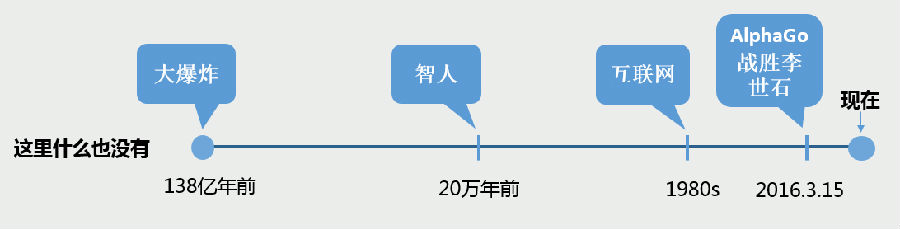 大爆炸
智人
互联网
AlphaGo
战胜李
世石
现在
这里什么也没有
138亿年前
20万年前
1980s
2016.3.15